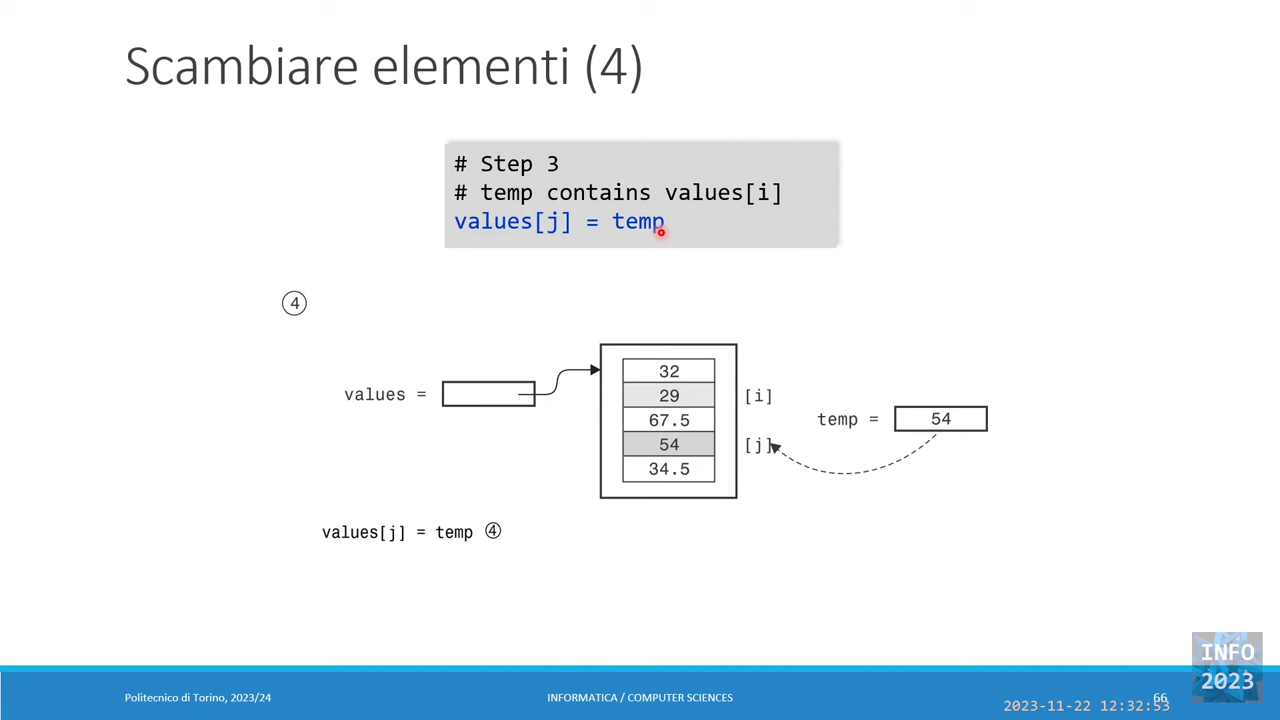 Scambiare elementi (4)
# Step 3
# temp contains values[i]
values[j] = temp
④
values =
32
29 [i]
67.5
54 [j]
34.5
temp = 54
values[j] = temp ④
INFO
2023
Politecnico di Torino, 2023/24
INFORMATICA / COMPUTER SCIENCES
66
2023-11-22 12:32:53